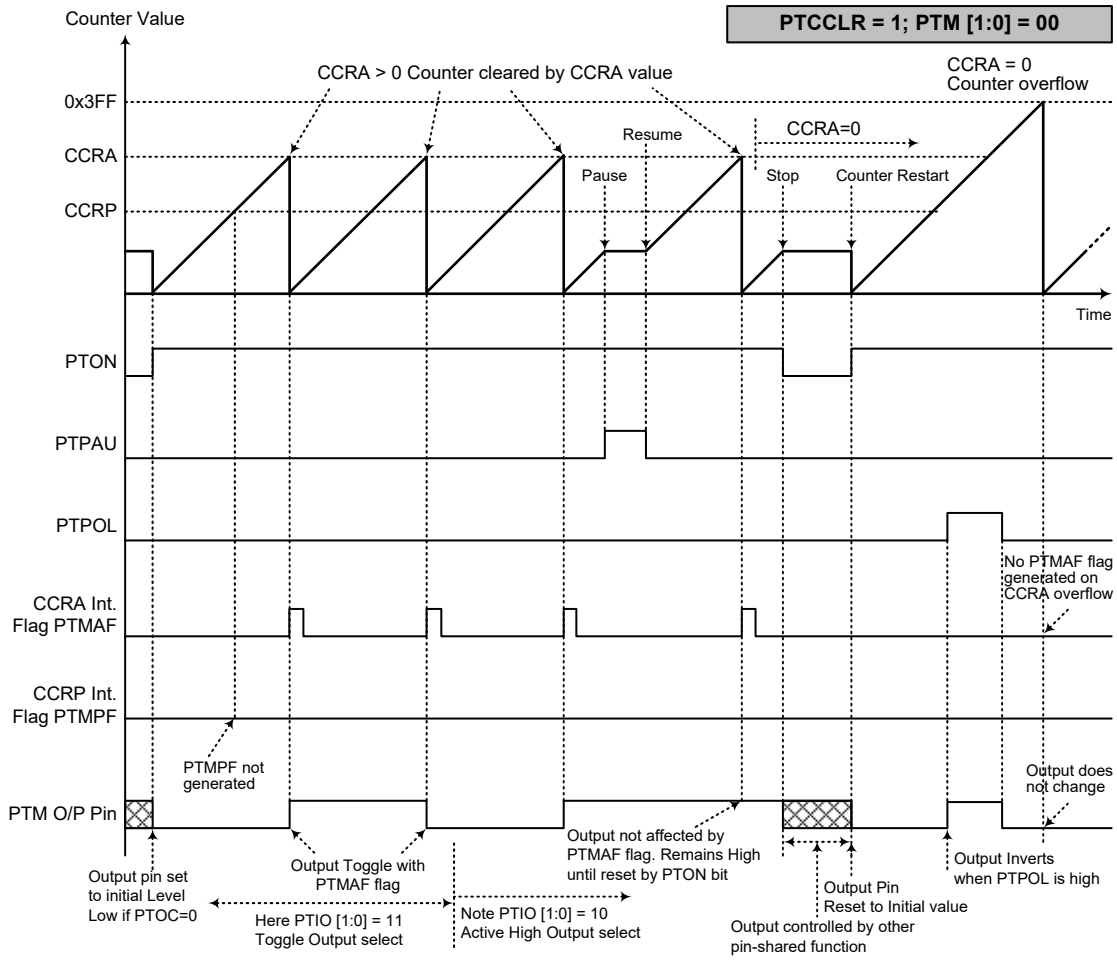 Counter Value
PTCCLR = 1; PTM [1:0] = 00
CCRA > 0 Counter cleared by CCRA value
CCRA = 0
Counter overflow
0x3FF
Resume
CCRA=0
CCRA
Pause
Stop
Counter Restart
CCRP
Time
PTON
PTPAU
PTPOL
No PTMAF flag
generated on
CCRA overflow
CCRA Int.
Flag PTMAF
CCRP Int.
Flag PTMPF
PTMPF not
generated
Output does
not change
PTM O/P Pin
Output pin set
to initial Level
Low if PTOC=0
Output Toggle with
PTMAF flag
Here PTIO [1:0] = 11
Toggle Output select
Note PTIO [1:0] = 10
Active High Output select
Output not affected by
PTMAF flag. Remains High
until reset by PTON bit
Output Pin
Reset to Initial value
Output controlled by other
pin-shared function
Output Inverts
when PTPOL is high